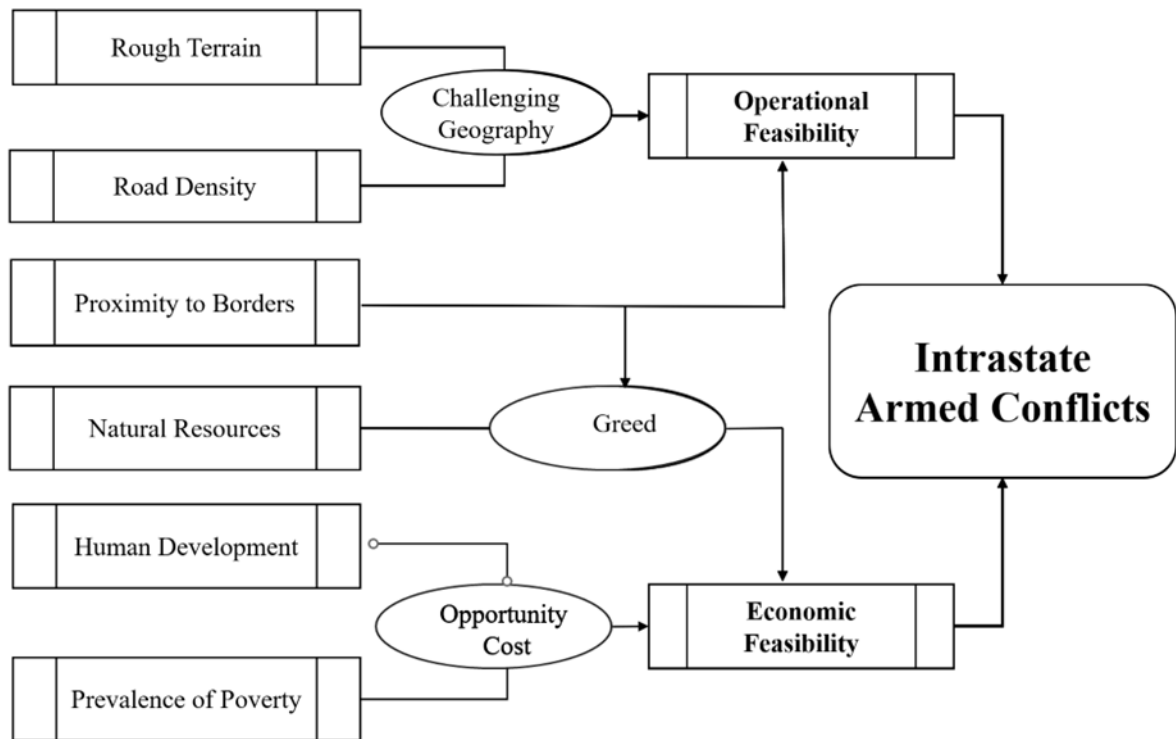 Rough Terrain
Challenging
Geography
Operational
Feasibility
Road Density
Proximity to Borders
Intrastate
Armed Conflicts
Natural Resources
Greed
Human Development
Opportunity
Cost
Economic
Feasibility
Prevalence of Poverty